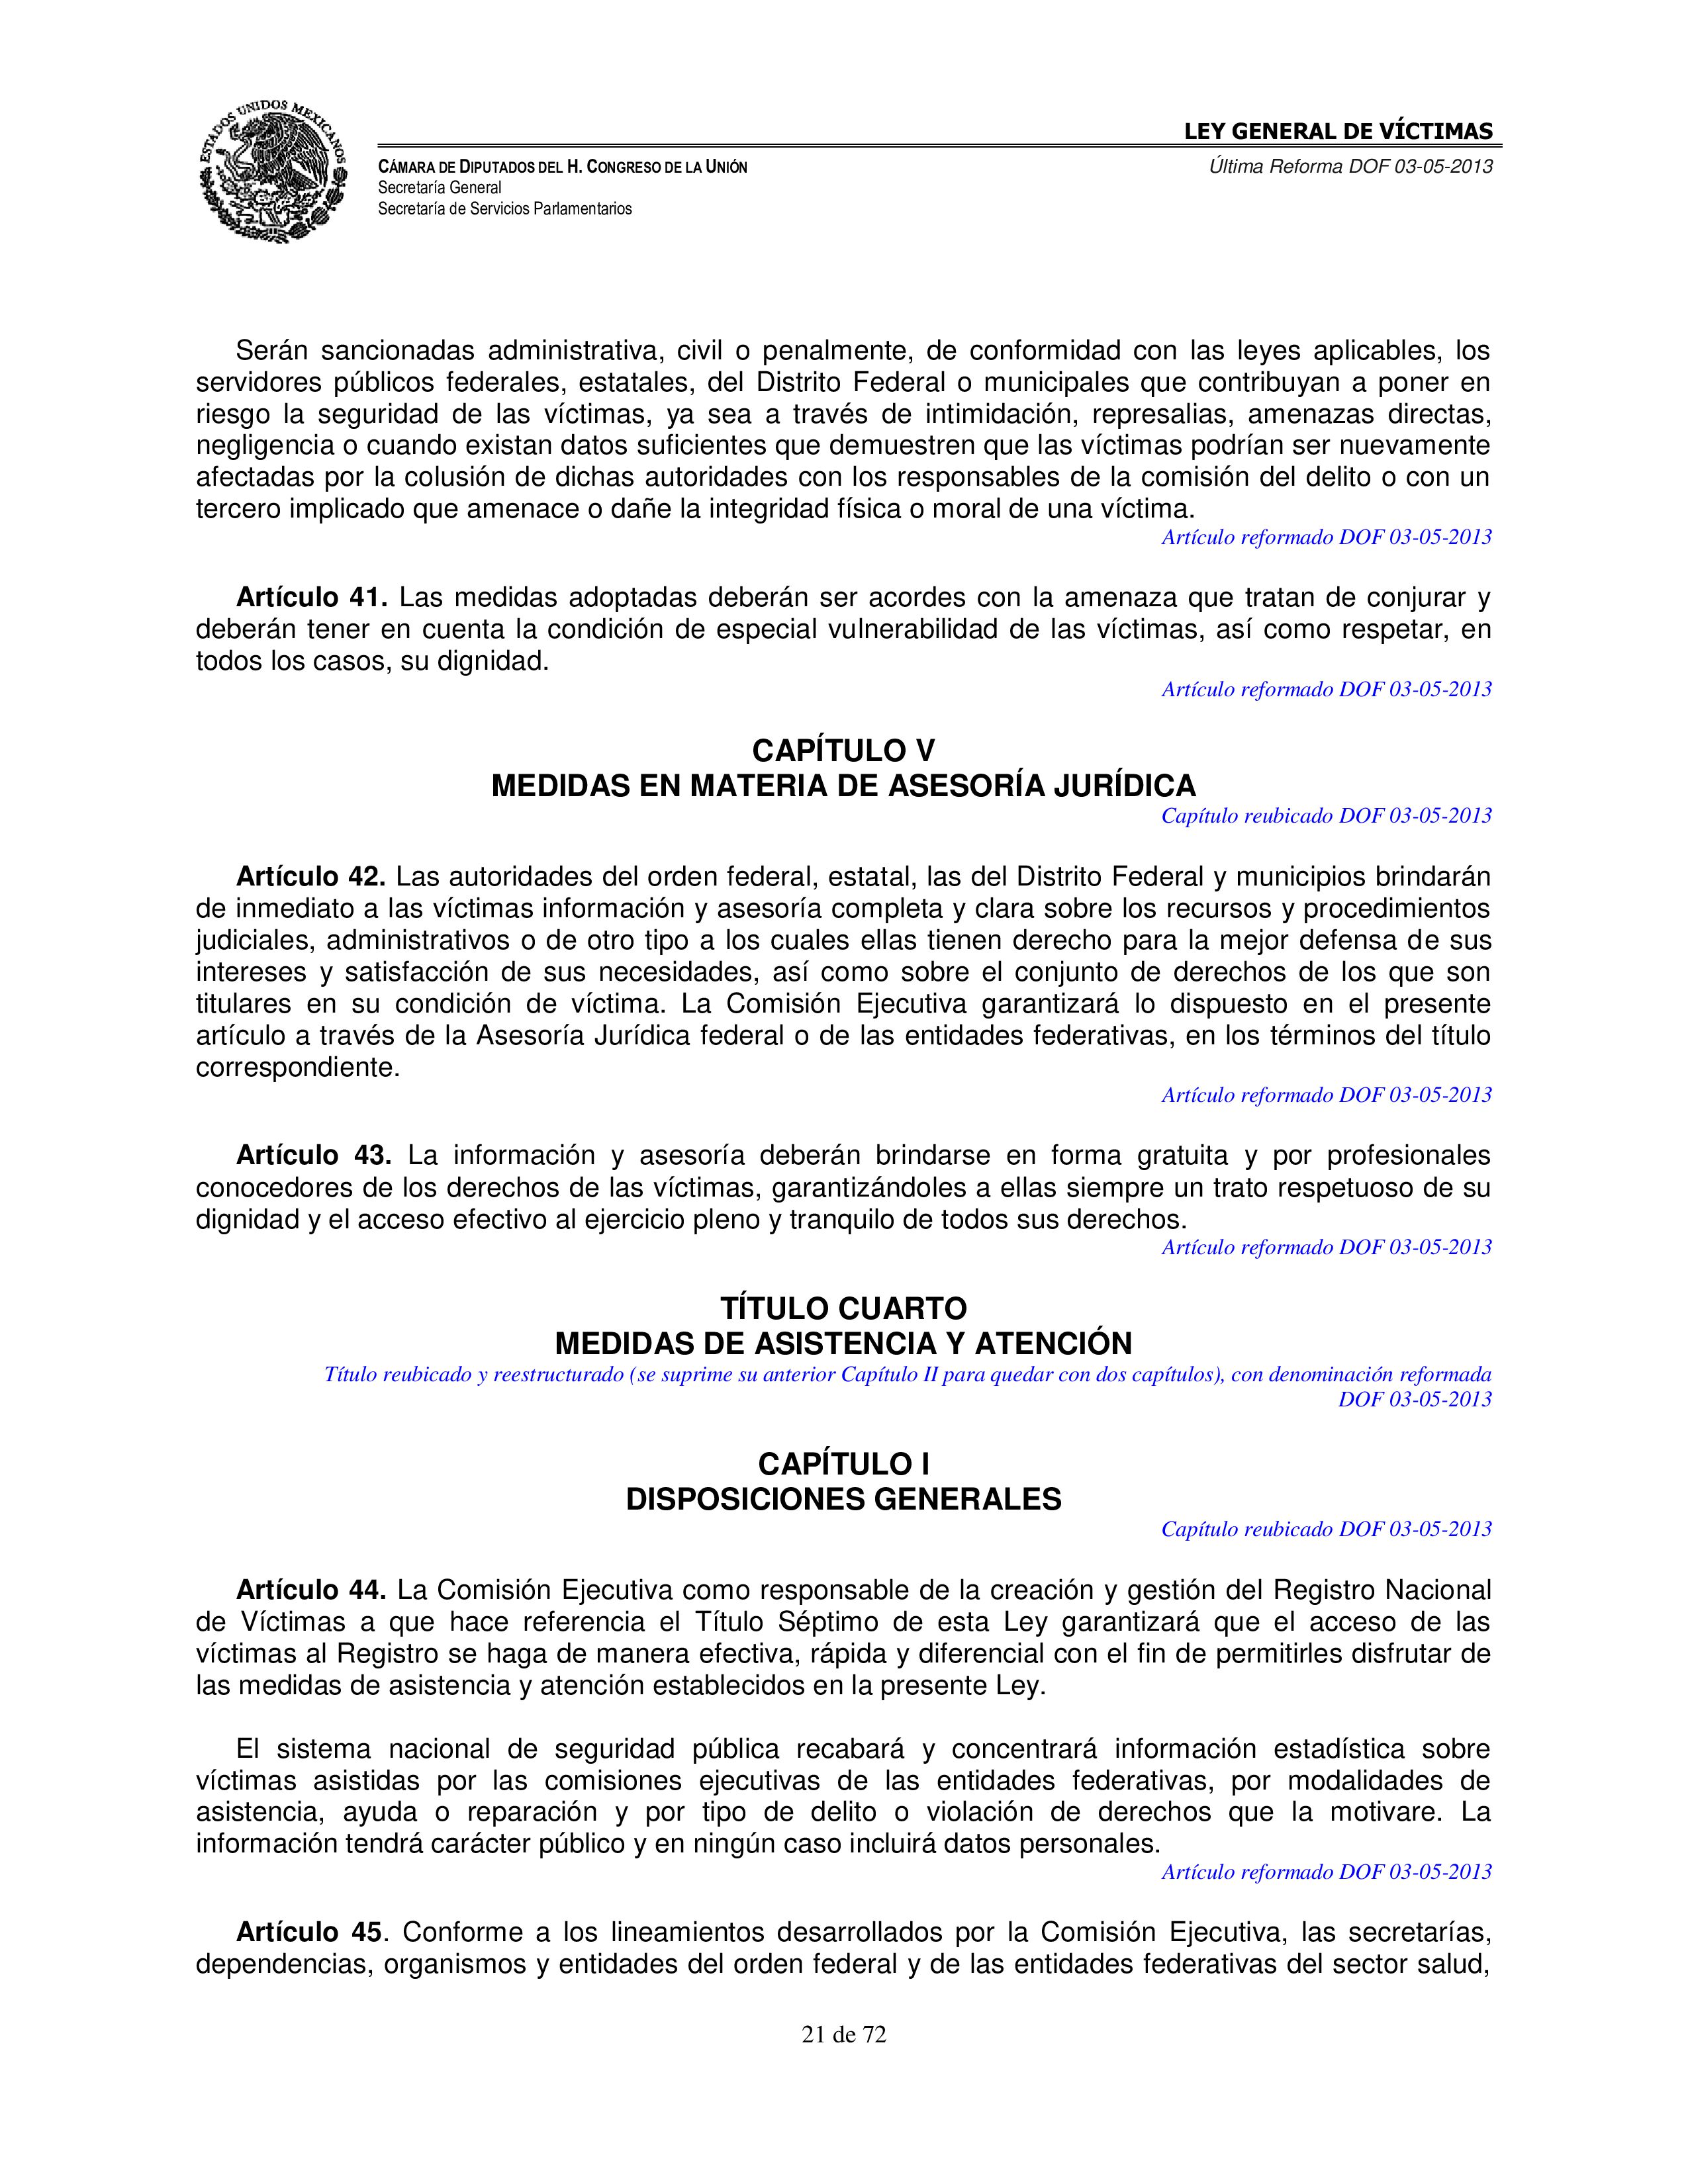 ESTADOS UNIDOS MEXICANOS
LEY GENERAL DE VÍCTIMAS
CÁMARA DE DIPUTADOS DEL H. CONGRESO DE LA UNIÓN
Última Reforma DOF 03-05-2013
Secretaría General
Secretaría de Servicios Parlamentarios
Serán sancionadas administrativa, civil o penalmente, de conformidad con las leyes aplicables, los
servidores públicos federales, estatales, del Distrito Federal o municipales que contribuyan a poner en
riesgo la seguridad de las víctimas, ya sea a través de intimidación, represalias, amenazas directas,
negligencia o cuando existan datos suficientes que demuestren que las víctimas podrían ser nuevamente
afectadas por la colusión de dichas autoridades con los responsables de la comisión del delito o con un
tercero implicado que amenace o dañe la integridad física o moral de una víctima.
Artículo reformado DOF 03-05-2013
Artículo 41. Las medidas adoptadas deberán ser acordes con la amenaza que tratan de conjurar y
deberán tener en cuenta la condición de especial vulnerabilidad de las víctimas, así como respetar, en
todos los casos, su dignidad.
Artículo reformado DOF 03-05-2013
CAPÍTULO V
MEDIDAS EN MATERIA DE ASESORÍA JURÍDICA
Capítulo reubicado DOF 03-05-2013
Artículo 42. Las autoridades del orden federal, estatal, las del Distrito Federal y municipios brindarán
de inmediato a las víctimas información y asesoría completa y clara sobre los recursos y procedimientos
judiciales, administrativos o de otro tipo a los cuales ellas tienen derecho para la mejor defensa de sus
intereses y satisfacción de sus necesidades, así como sobre el conjunto de derechos de los que son
titulares en su condición de víctima. La Comisión Ejecutiva garantizará lo dispuesto en el presente
artículo a través de la Asesoría Jurídica federal o de las entidades federativas, en los términos del título
correspondiente.
Artículo reformado DOF 03-05-2013
Artículo 43. La información y asesoría deberán brindarse en forma gratuita y por profesionales
conocedores de los derechos de las víctimas, garantizándoles a ellas siempre un trato respetuoso de su
dignidad y el acceso efectivo al ejercicio pleno y tranquilo de todos sus derechos.
Artículo reformado DOF 03-05-2013
TÍTULO CUARTO
MEDIDAS DE ASISTENCIA Y ATENCIÓN
Título reubicado y reestructurado (se suprime su anterior Capítulo II para quedar con dos capítulos), con denominación reformada
DOF 03-05-2013
CAPÍTULO I
DISPOSICIONES GENERALES
Capítulo reubicado DOF 03-05-2013
Artículo 44. La Comisión Ejecutiva como responsable de la creación y gestión del Registro Nacional
de Víctimas a que hace referencia el Título Séptimo de esta Ley garantizará que el acceso de las
víctimas al Registro se haga de manera efectiva, rápida y diferencial con el fin de permitirles disfrutar de
las medidas de asistencia y atención establecidos en la presente Ley.
El sistema nacional de seguridad pública recabará y concentrará información estadística sobre
víctimas asistidas por las comisiones ejecutivas de las entidades federativas, por modalidades de
asistencia, ayuda o reparación y por tipo de delito o violación de derechos que la motivare. La
información tendrá carácter público y en ningún caso incluirá datos personales.
Artículo reformado DOF 03-05-2013
Artículo 45. Conforme a los lineamientos desarrollados por la Comisión Ejecutiva, las secretarías,
dependencias, organismos y entidades del orden federal y de las entidades federativas del sector salud,
21 de 72